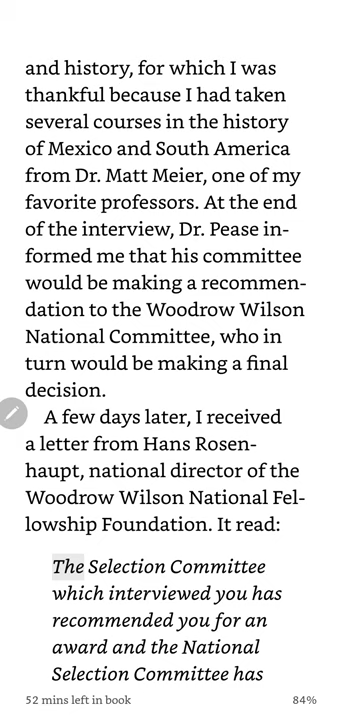 and history, for which I was
thankful because I had taken
several courses in the history
of Mexico and South America
from Dr. Matt Meier, one of my
favorite professors. At the end
of the interview, Dr. Pease in-
formed me that his committee
would be making a recommen-
dation to the Woodrow Wilson
National Committee, who in
turn would be making a final
decision.
A few days later, I received
a letter from Hans Rosen-
haupt, national director of the
Woodrow Wilson National Fel-
lowship Foundation. It read:
The Selection Committee
which interviewed you has
recommended you for an
award and the National
Selection Committee has
52 mins left in book 84%